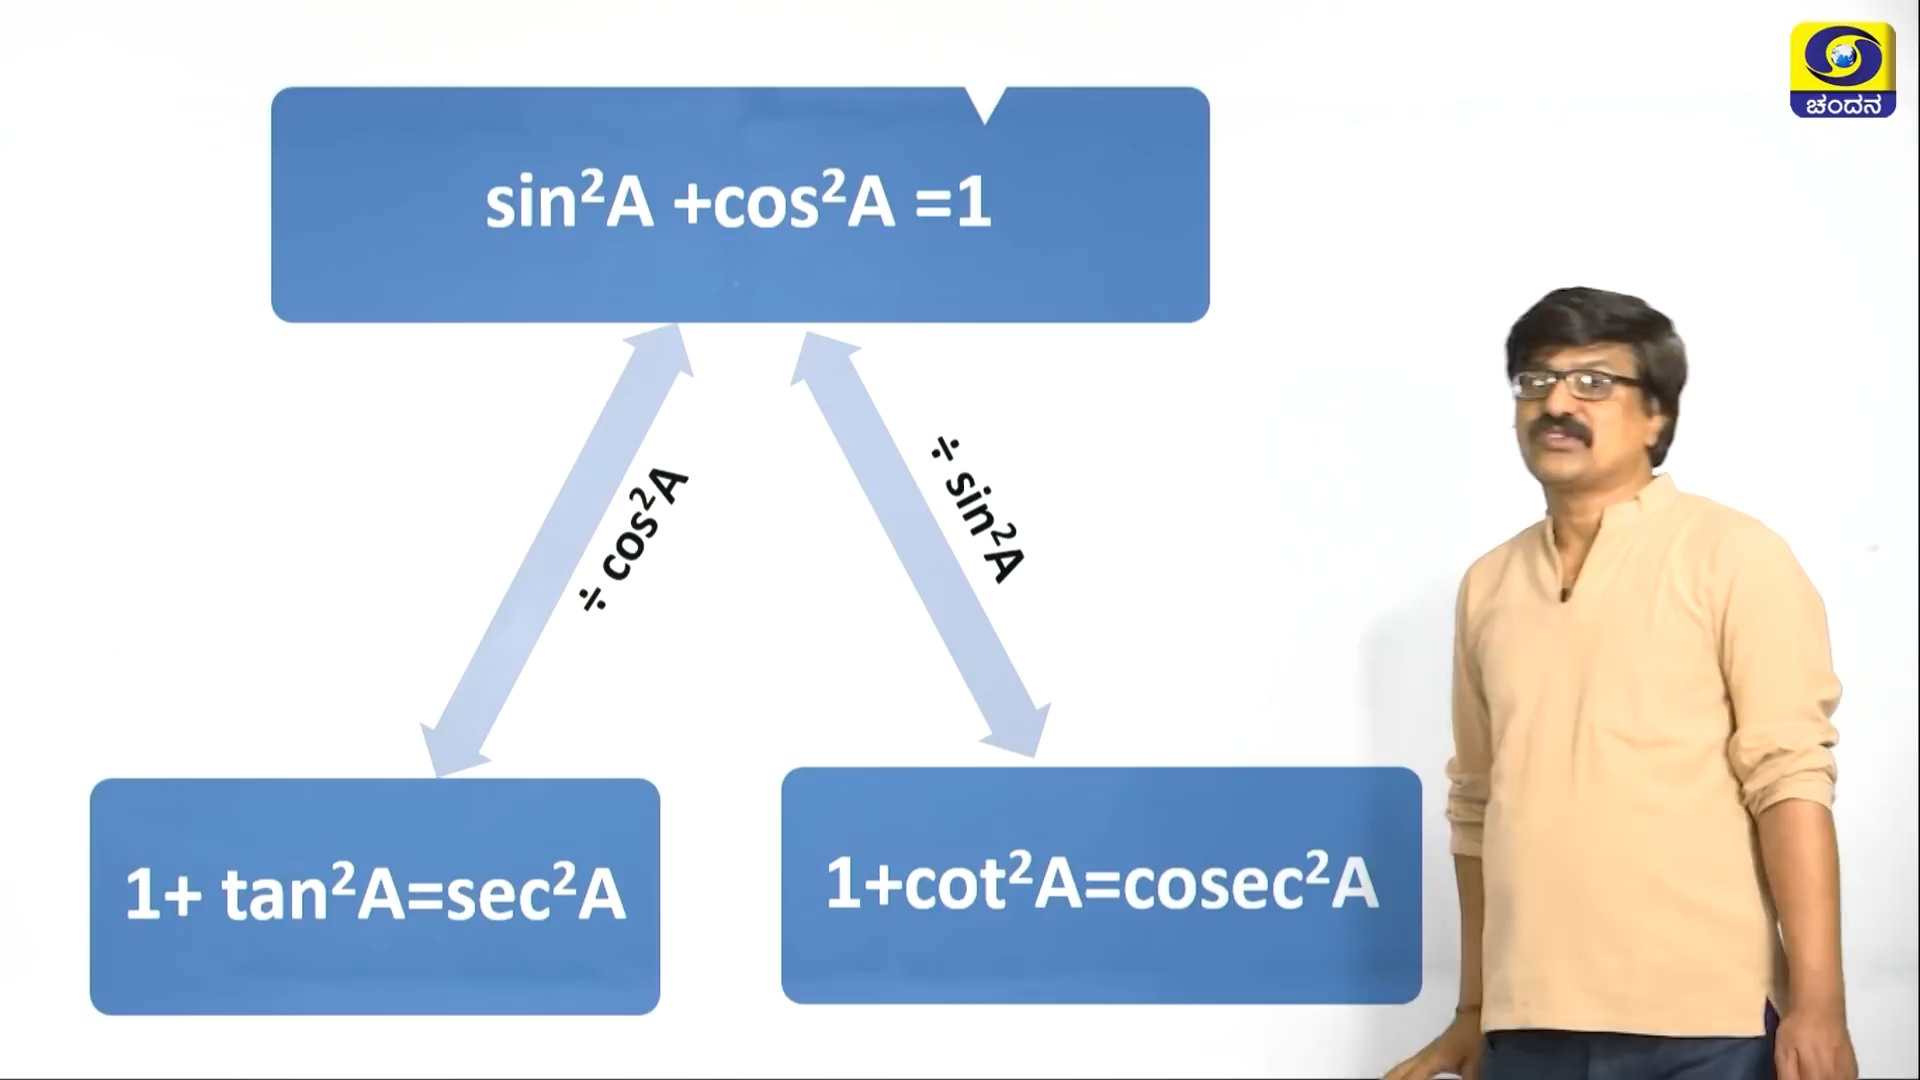 ಚಂದನ
sin²A +cos²A =1
÷ cos²A
÷ sin²A
1+ tan²A=sec²A
1+cot²A=cosec²A